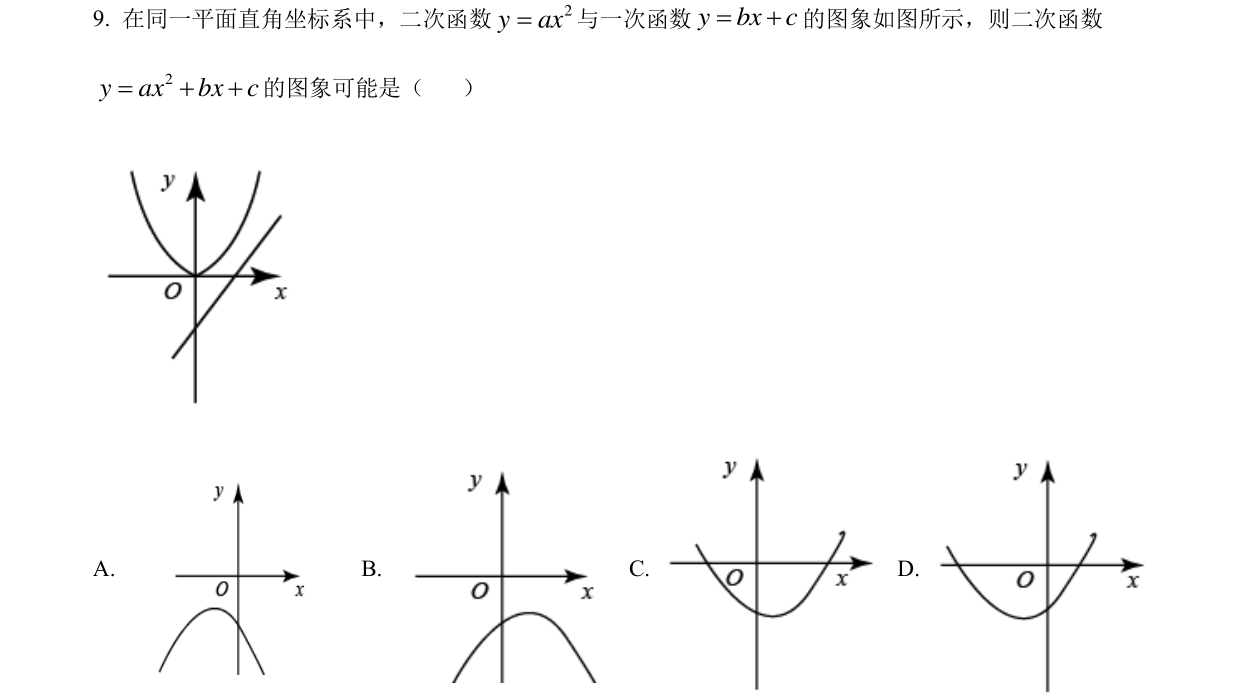 9. 在同一平面直角坐标系中，二次函数 y = ax² 与一次函数 y = bx + c 的图象如图所示，则二次函数
y = ax² + bx + c 的图象可能是（　　）
y
O
x
A.
y
O
x
B.
y
O
x
C.
y
O
x
D.
y
O
x